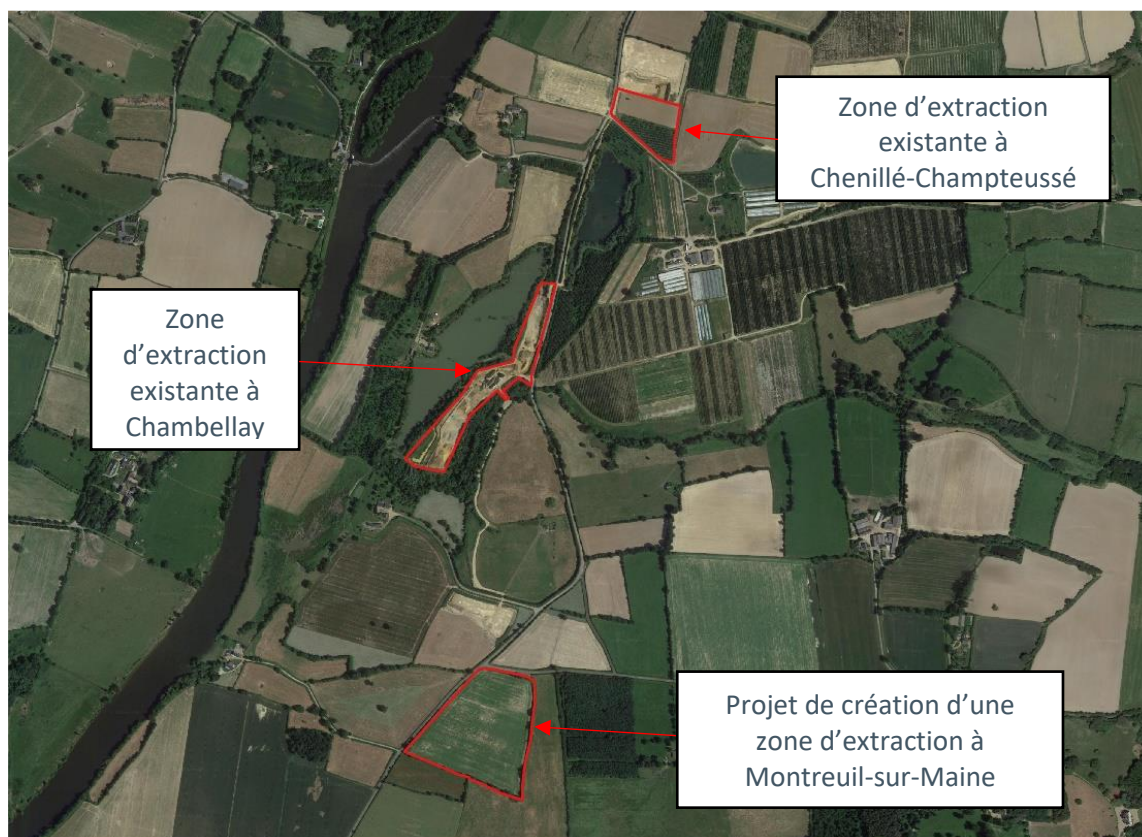 Zone d’extraction
existante à
Chenillé-Champteussé
Zone
d’extraction
existante à
Chambellay
Projet de création d’une
zone d’extraction à
Montreuil-sur-Maine